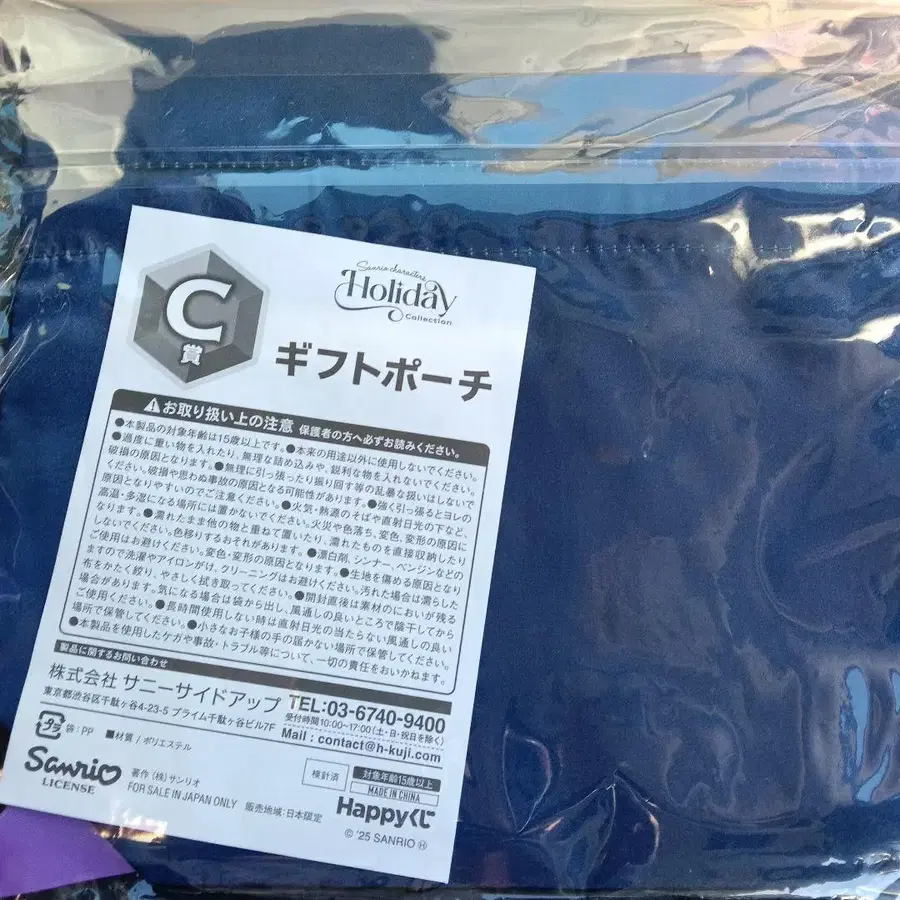 C賞
Sanrio characters
Holiday
Collection
ギフトポーチ
⚠お取り扱い上の注意 保護者の方へ必ずお読みください。
●本製品の対象年齢は15歳以上です。●本来の用途以外に使用しないでください。
●過度に重い物を入れたり、無理な詰め込みや、鋭利な物を入れないでください。
破損の原因となります。●無理に引っ張ったり振り回す等の乱暴な扱いはしないで
ください。破損や思わぬ事故の原因となる可能性があります。●強く引っ張るとヨレの
原因となりやすいのでご注意ください。●火気・熱源のそばや直射日光の下など、
高温・多湿になる場所には置かないでください。火災や色落ち、変色、変形の原因に
なります。●濡れたまま他の物と重ねて置いたり、濡れたものを直接収納したり
しないでください。色移りするおそれがあります。●漂白剤、シンナー、ベンジンなどの
ご使用はお避けください。変色・変形の原因となります。●生地を傷める原因となり
ますので洗濯やアイロンがけ、クリーニングはお避けください。汚れた場合は濡らした
布をかたく絞り、やさしく拭き取ってください。●開封直後は素材のにおいが残る
場合があります。気になる場合は袋から出し、風通しの良いところで陰干してから
ご使用ください。●長時間使用しない時は直射日光の当たらない風通しの良い
場所で保管してください。●小さなお子様の手の届かない場所で保管してください。
●本製品を使用したケガや事故・トラブル等について、一切の責任をおいかねます。
製品に関するお問い合わせ
株式会社 サニーサイドアップ TEL:03-6740-9400
東京都渋谷区千駄ヶ谷4-23-5 プライム千駄ヶ谷ビル7F 受付時間10:00~17:00(土・日・祝日を除く)
Mail : contact@h-kuji.com
プラ 袋:PP ■材質/ポリエステル
検針済 対象年齢15歳以上
MADE IN CHINA
Sanrio 著作(株)サンリオ
LICENSE FOR SALE IN JAPAN ONLY 販売地域:日本限定
Happyくじ
© '25 SANRIO Ⓗ